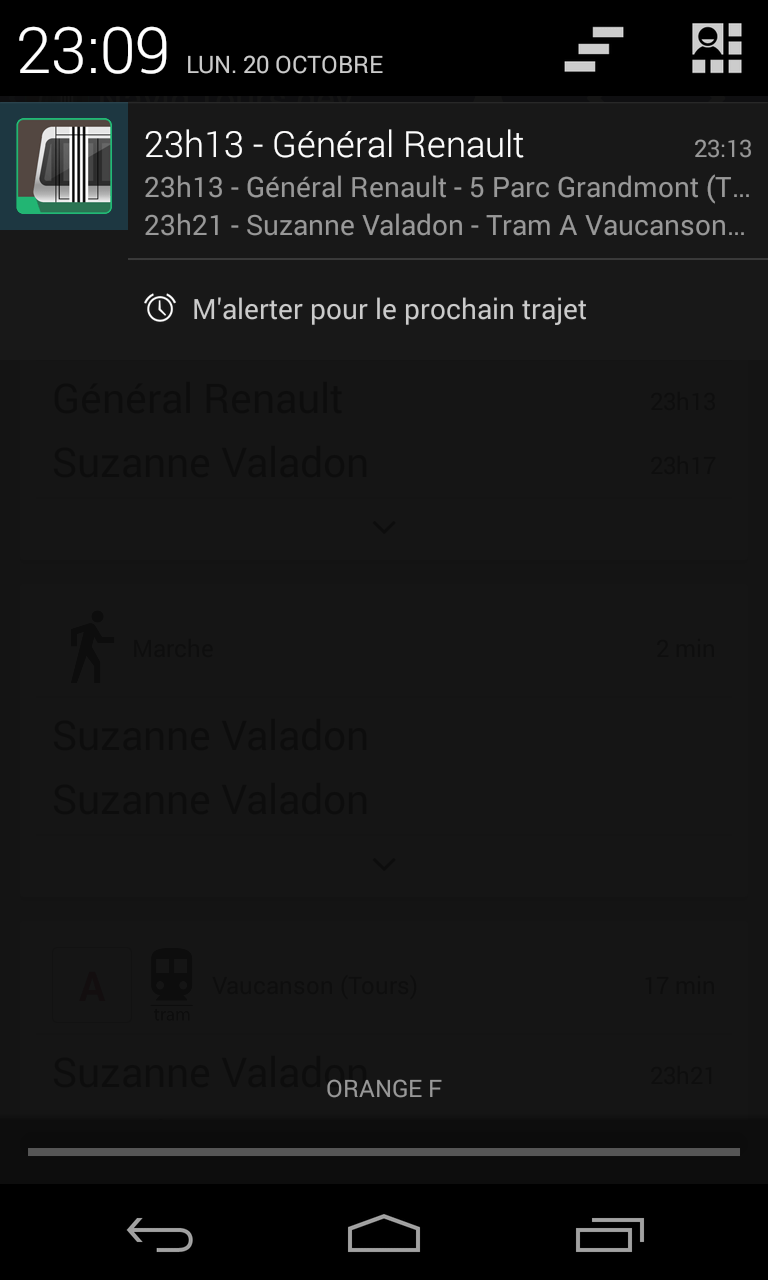 23:09 LUN. 20 OCTOBRE
23h13 - Général Renault 23:13
23h13 - Général Renault - 5 Parc Grandmont (T...
23h21 - Suzanne Valadon - Tram A Vaucanson...
M'alerter pour le prochain trajet
Général Renault 23h13
Suzanne Valadon 23h17
Marche 2 min
Suzanne Valadon
Suzanne Valadon
A tram Vaucanson (Tours) 17 min
Suzanne Valadon 23h21
ORANGE F